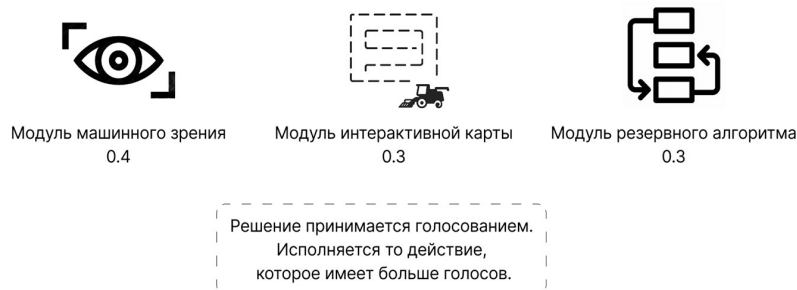 Модуль машинного зрения
0.4
Модуль интерактивной карты
0.3
Модуль резервного алгоритма
0.3
Решение принимается голосованием.
Исполняется то действие,
которое имеет больше голосов.